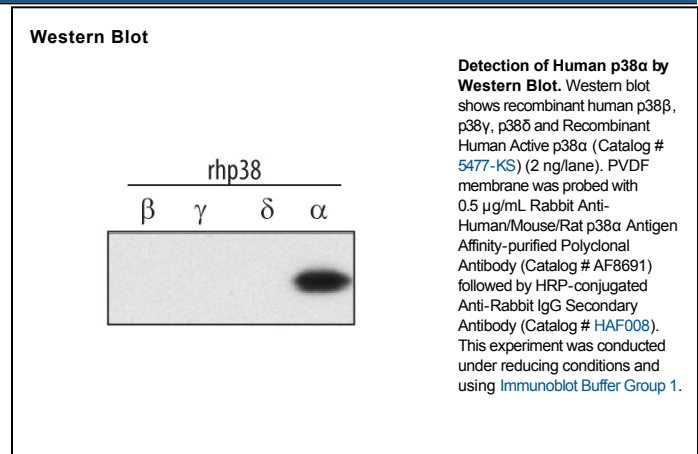 Western Blot
rhp38
β γ δ α
Detection of Human p38α by
Western Blot. Western blot
shows recombinant human p38β,
p38γ, p38δ and Recombinant
Human Active p38α (Catalog #
5477-KS) (2 ng/lane). PVDF
membrane was probed with
0.5 µg/mL Rabbit Anti-
Human/Mouse/Rat p38α Antigen
Affinity-purified Polyclonal
Antibody (Catalog # AF8691)
followed by HRP-conjugated
Anti-Rabbit IgG Secondary
Antibody (Catalog # HAF008).
This experiment was conducted
under reducing conditions and
using Immunoblot Buffer Group 1.